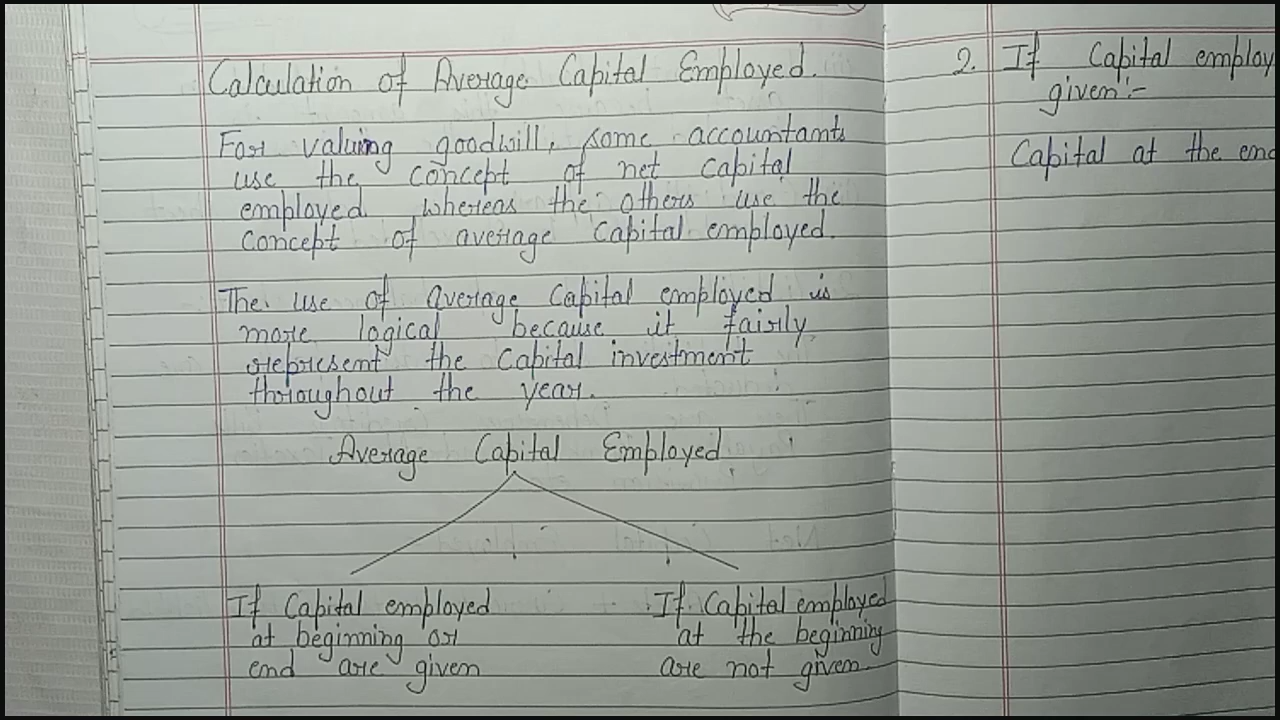 Calculation of Average Capital Employed.
For valuing goodwill, some accountants
use the concept of net capital
employed whereas the others use the
concept of average capital employed.
The use of average capital employed is
more logical because it fairly
represent the capital investment
throughout the year.
Average Capital Employed
If Capital employed
at beginning or
end are given
If Capital employed
at the beginning
are not given
2. If Capital employ
given:-
Capital at the end